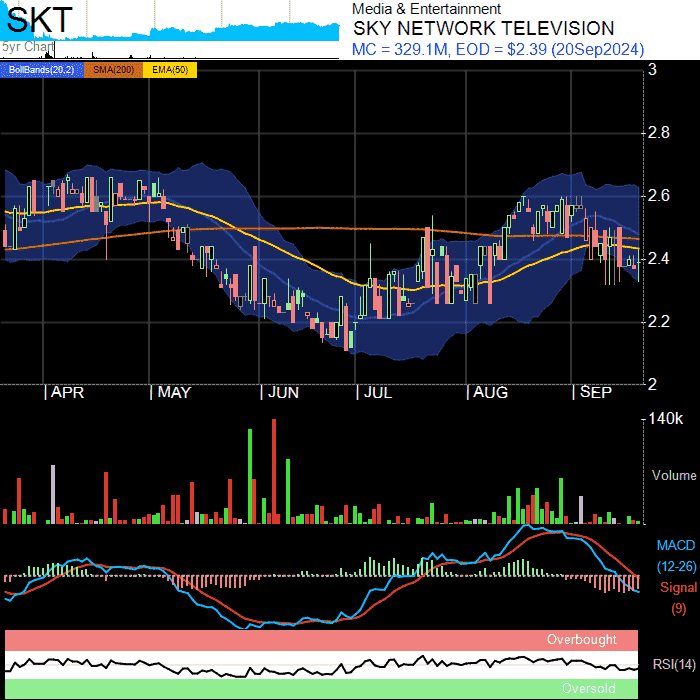 SKT
5yr Chart
Media & Entertainment
SKY NETWORK TELEVISION
MC = 329.1M, EOD = $2.39 (20Sep2024)
BollBands(20,2) SMA(200) EMA(50)
3
2.8
2.6
2.4
2.2
2
APR MAY JUN JUL AUG SEP
140k
Volume
MACD
(12-26)
Signal
(9)
Overbought
RSI(14)
Oversold